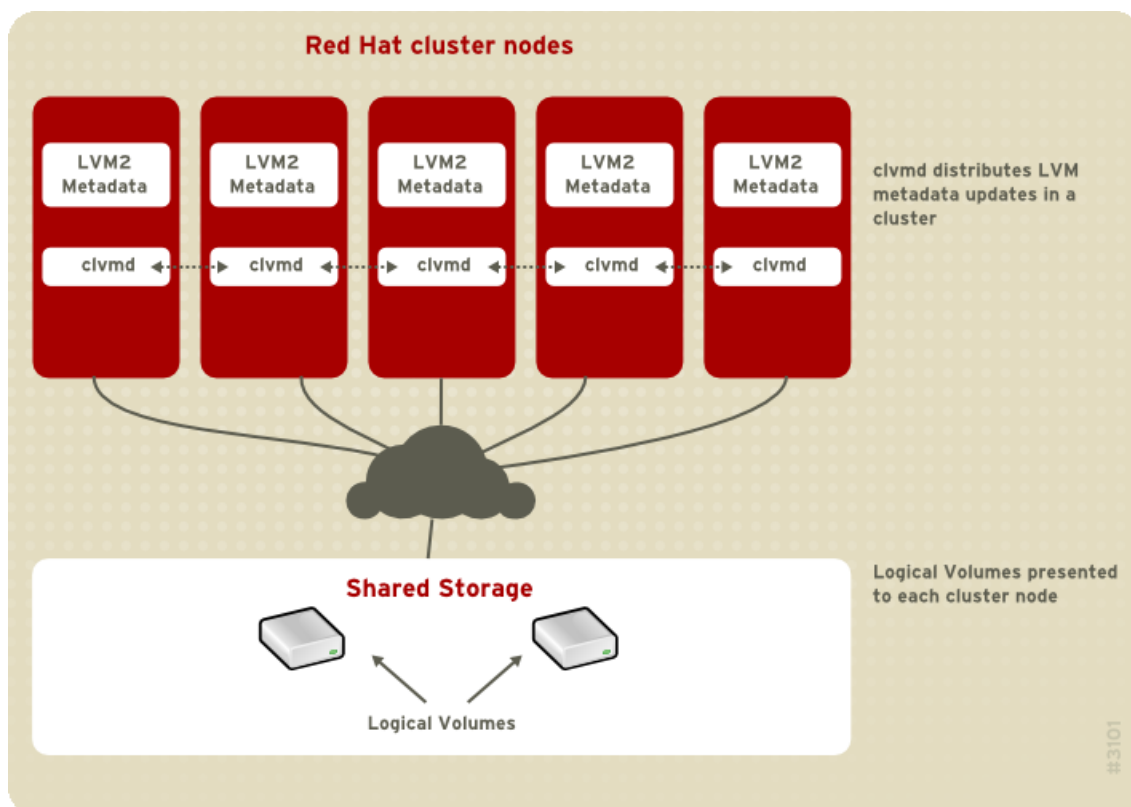 Red Hat cluster nodes
LVM2
Metadata
LVM2
Metadata
LVM2
Metadata
LVM2
Metadata
LVM2
Metadata
clvmd distributes LVM
metadata updates in a
cluster
clvmd
clvmd
clvmd
clvmd
clvmd
Shared Storage
Logical Volumes presented
to each cluster node
Logical Volumes
#3101